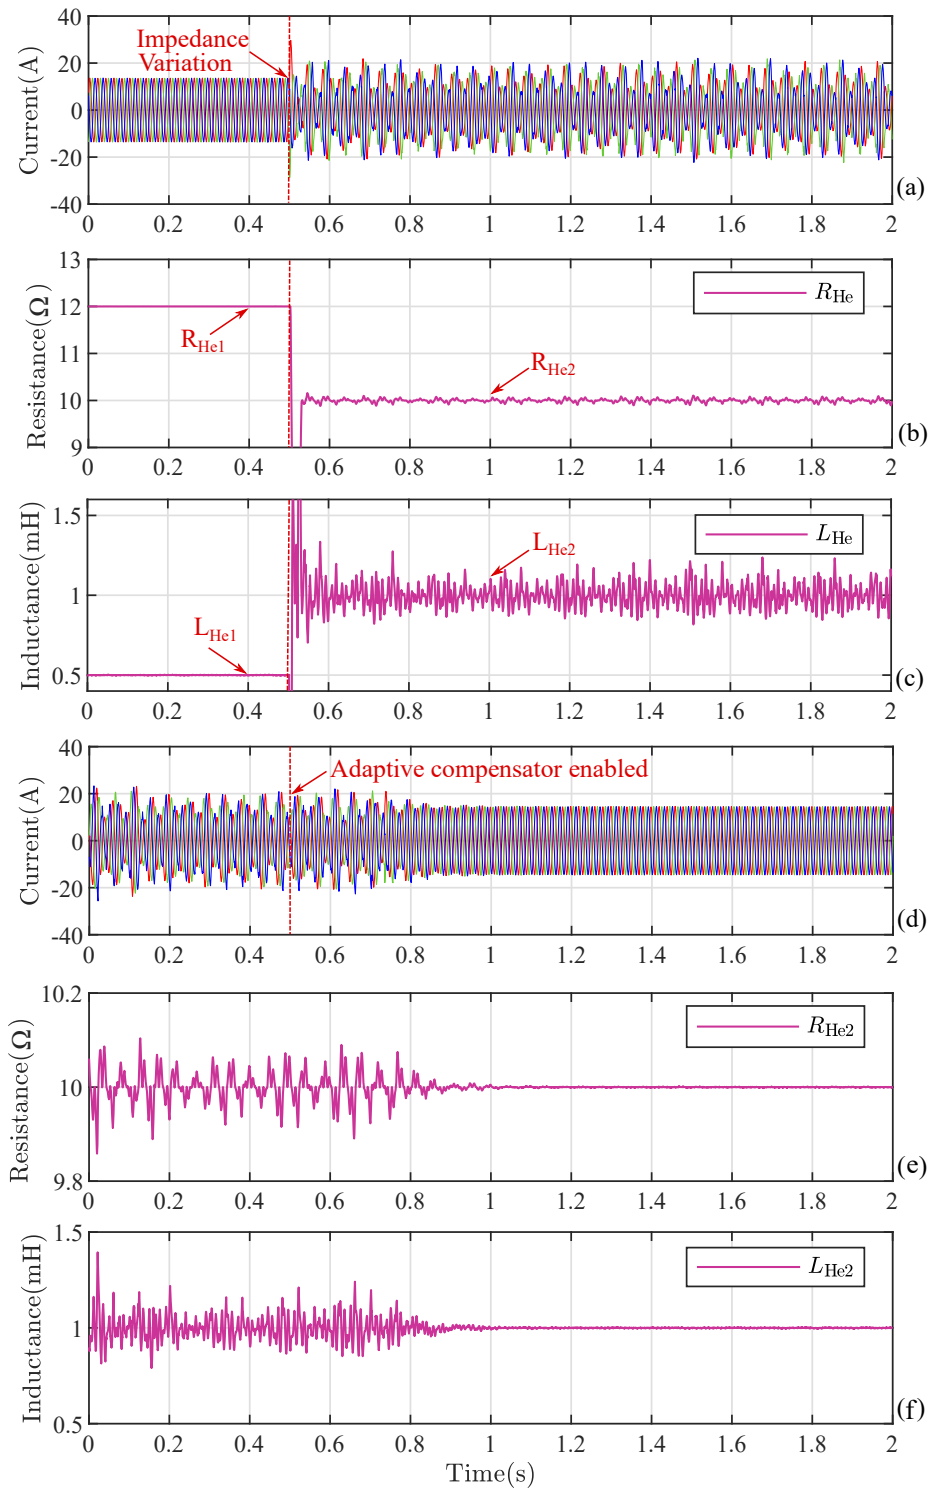 40
20
0
-20
-40
Current(A)
Impedance
Variation
0 0.2 0.4 0.6 0.8 1 1.2 1.4 1.6 1.8 2
(a)
13
12
11
10
9
Resistance(Ω)
R_He
R_He1
R_He2
0 0.2 0.4 0.6 0.8 1 1.2 1.4 1.6 1.8 2
(b)
1.5
1
0.5
Inductance(mH)
L_He
L_He2
L_He1
0 0.2 0.4 0.6 0.8 1 1.2 1.4 1.6 1.8 2
(c)
40
20
0
-20
-40
Current(A)
Adaptive compensator enabled
0 0.2 0.4 0.6 0.8 1 1.2 1.4 1.6 1.8 2
(d)
10.2
10
9.8
Resistance(Ω)
R_He2
0 0.2 0.4 0.6 0.8 1 1.2 1.4 1.6 1.8 2
(e)
1.5
1
0.5
Inductance(mH)
L_He2
0 0.2 0.4 0.6 0.8 1 1.2 1.4 1.6 1.8 2
(f)
Time(s)